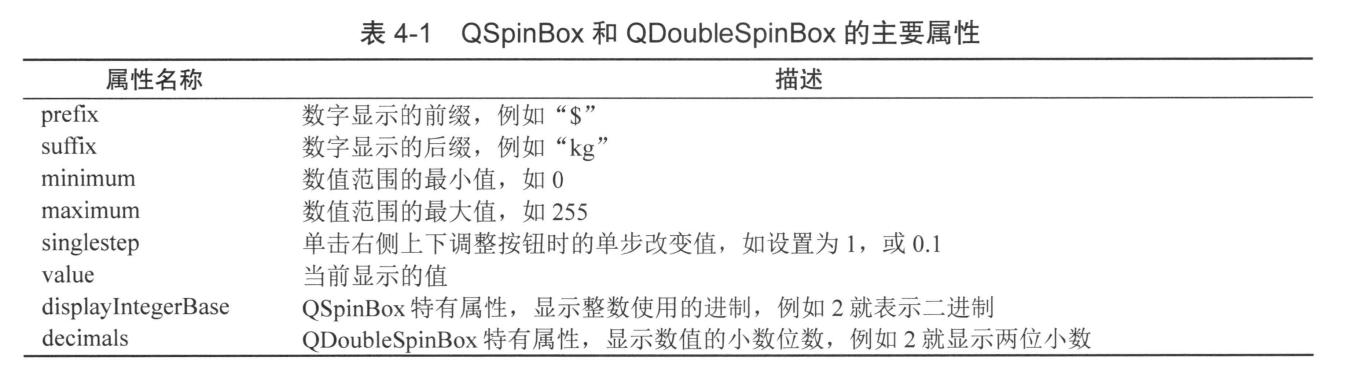 表 4-1 QSpinBox 和 QDoubleSpinBox 的主要属性
属性名称 描述
prefix 数字显示的前缀，例如“$”
suffix 数字显示的后缀，例如“kg”
minimum 数值范围的最小值，如 0
maximum 数值范围的最大值，如 255
singlestep 单击右侧上下调整按钮时的单步改变值，如设置为 1，或 0.1
value 当前显示的值
displayIntegerBase QSpinBox 特有属性，显示整数使用的进制，例如 2 就表示二进制
decimals QDoubleSpinBox 特有属性，显示数值的小数位数，例如 2 就显示两位小数